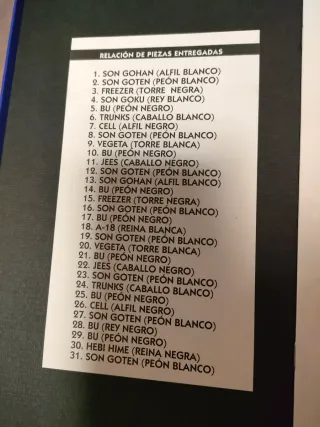 RELACIÓN DE PIEZAS ENTREGADAS
1. SON GOHAN (ALFIL BLANCO)
2. SON GOTEN (PEÓN BLANCO)
3. FREEZER (TORRE NEGRA)
4. SON GOKU (REY BLANCO)
5. BU (PEÓN NEGRO)
6. TRUNKS (CABALLO BLANCO)
7. CELL (ALFIL NEGRO)
8. SON GOTEN (PEÓN BLANCO)
9. VEGETA (TORRE BLANCA)
10. BU (PEÓN NEGRO)
11. JEES (CABALLO NEGRO)
12. SON GOTEN (PEÓN BLANCO)
13. SON GOHAN (ALFIL BLANCO)
14. BU (PEÓN NEGRO)
15. FREEZER (TORRE NEGRA)
16. SON GOTEN (PEÓN BLANCO)
17. BU (PEÓN NEGRO)
18. A-18 (REINA BLANCA)
19. SON GOTEN (PEÓN BLANCO)
20. VEGETA (TORRE BLANCA)
21. BU (PEÓN NEGRO)
22. JEES (CABALLO NEGRO)
23. SON GOTEN (PEÓN BLANCO)
24. TRUNKS (CABALLO BLANCO)
25. BU (PEÓN NEGRO)
26. CELL (ALFIL NEGRO)
27. SON GOTEN (PEÓN BLANCO)
28. BU (REY NEGRO)
29. BU (PEÓN NEGRO)
30. HEBI HIME (REINA NEGRA)
31. SON GOTEN (PEÓN BLANCO)